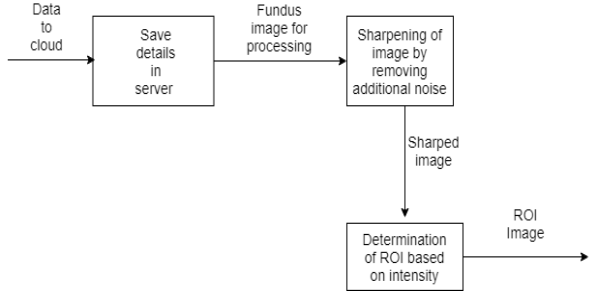 Data
to
cloud
Save
details
in
server
Fundus
image for
processing
Sharpening of
image by
removing
additional noise
Sharped
image
Determination
of ROI based
on intensity
ROI
Image